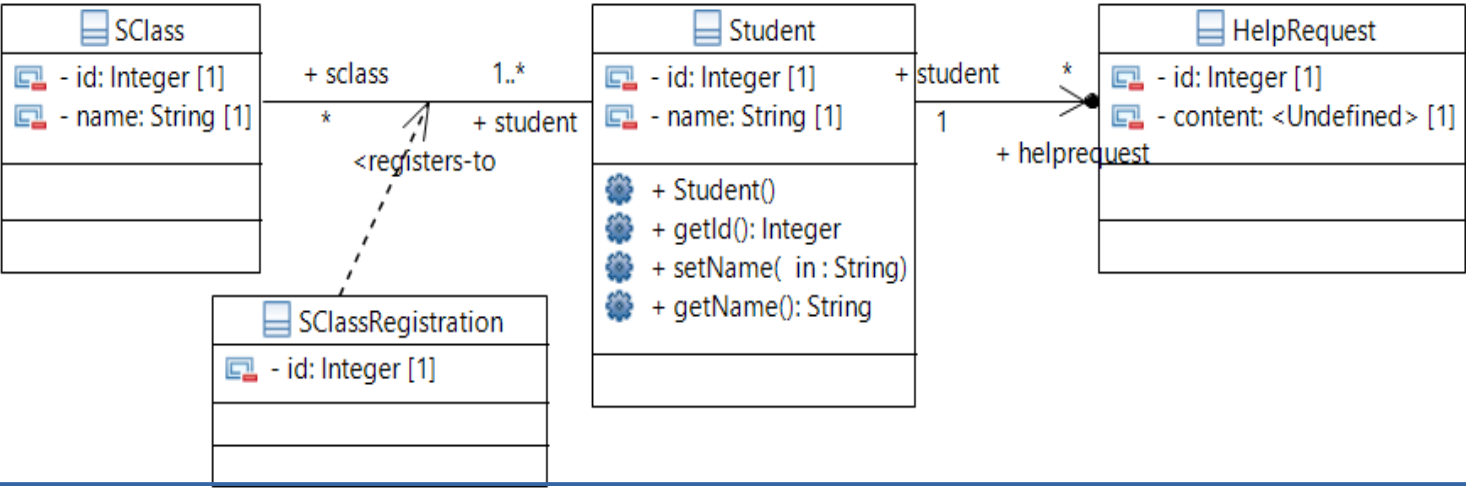 SClass
- id: Integer [1]
- name: String [1]
+ sclass
1..*
*
+ student
<registers-to
Student
- id: Integer [1]
- name: String [1]
+ Student()
+ getId(): Integer
+ setName( in : String)
+ getName(): String
+ student
*
1
+ helprequest
HelpRequest
- id: Integer [1]
- content: <Undefined> [1]
SClassRegistration
- id: Integer [1]